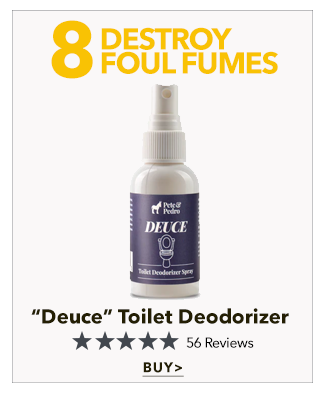 8 DESTROY
FOUL FUMES
Pete &
Pedro
DEUCE
Toilet Deodorizer Spray
“Deuce” Toilet Deodorizer
56 Reviews
BUY>